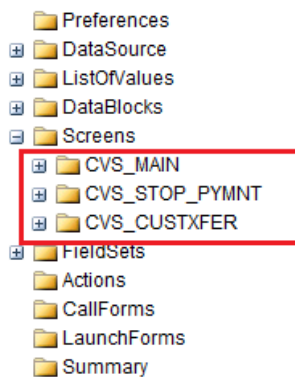 Preferences
DataSource
ListOfValues
DataBlocks
Screens
CVS_MAIN
CVS_STOP_PYMNT
CVS_CUSTXFER
FieldSets
Actions
CallForms
LaunchForms
Summary